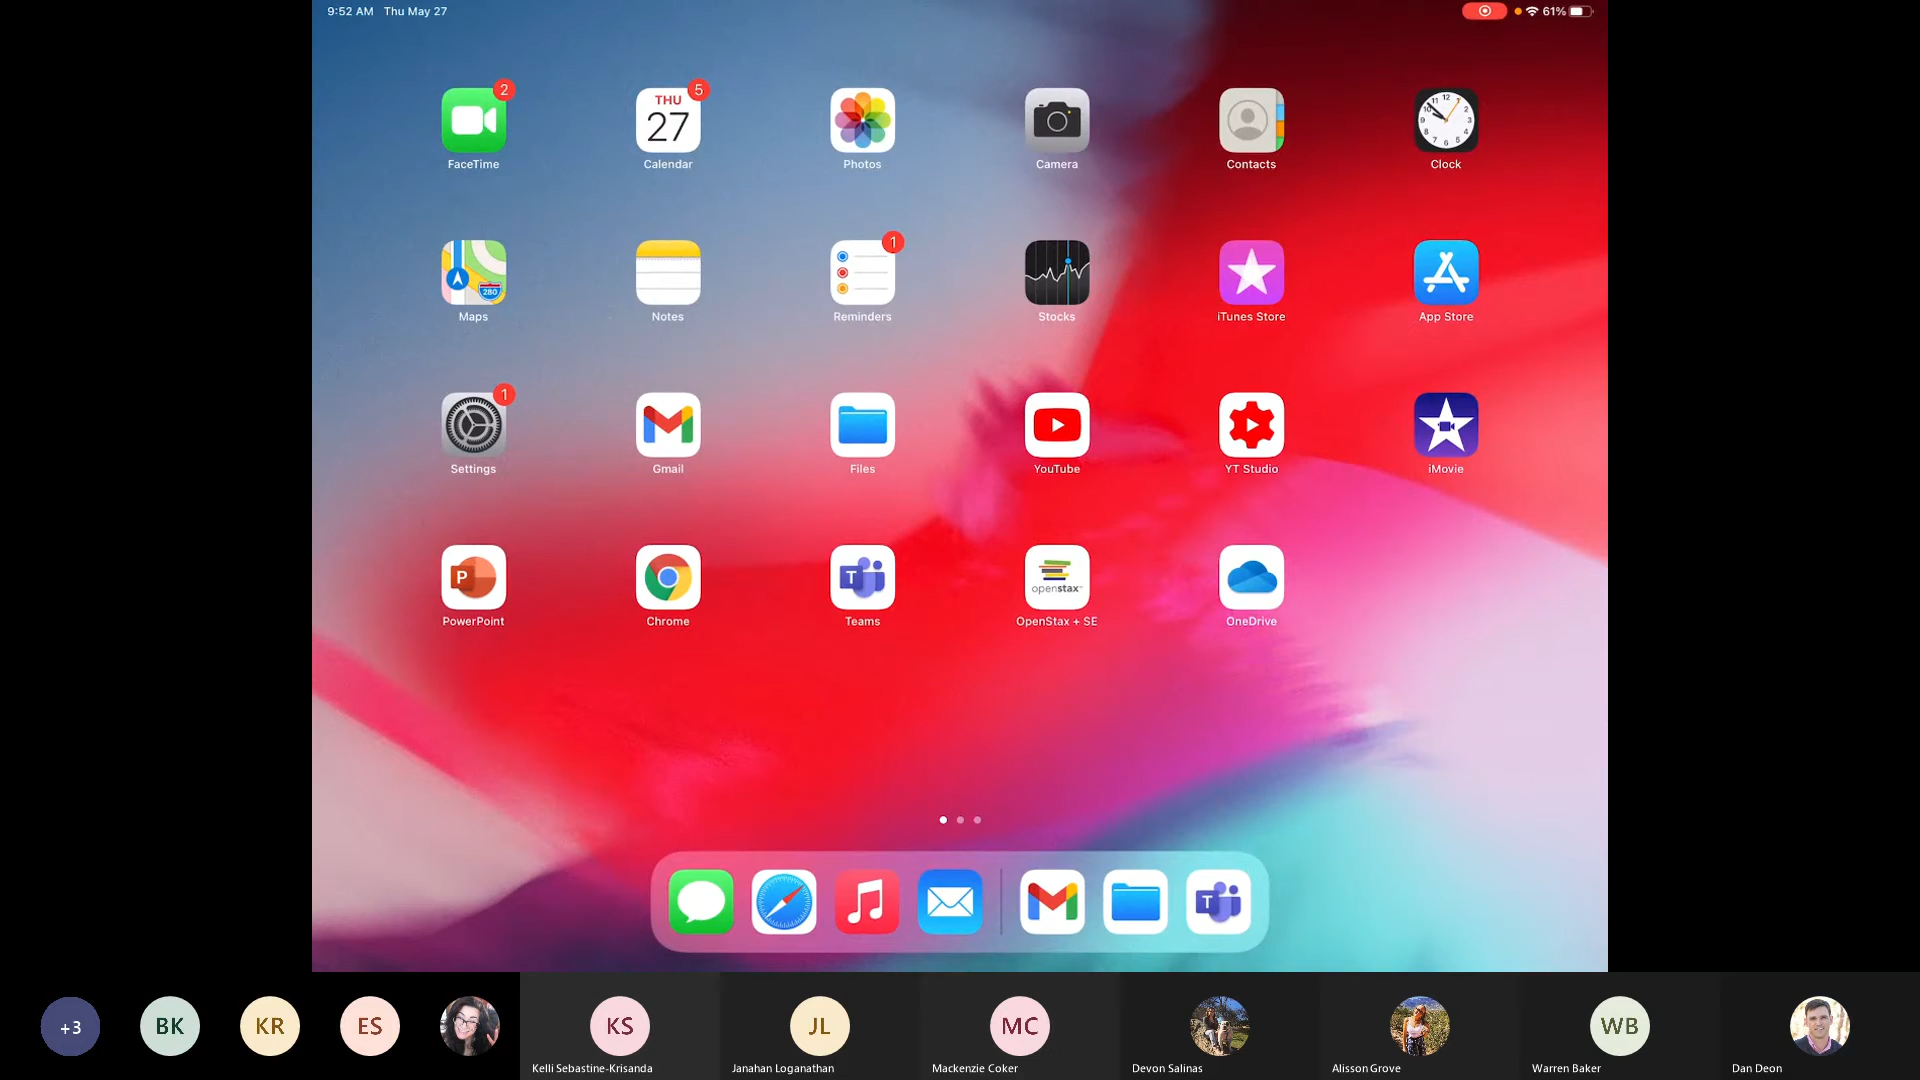 9:52 AM Thu May 27
61%
2
5
THU
27
FaceTime
Calendar
Photos
Camera
Contacts
Clock
280
1
Maps
Notes
Reminders
Stocks
iTunes Store
App Store
1
Settings
Gmail
Files
YouTube
YT Studio
iMovie
P
T
openstax
PowerPoint
Chrome
Teams
OpenStax + SE
OneDrive
T
+3
BK
KR
ES
KS
JL
MC
WB
Kelli Sebastine-Krisanda
Janahan Loganathan
Mackenzie Coker
Devon Salinas
Alisson Grove
Warren Baker
Dan Deon